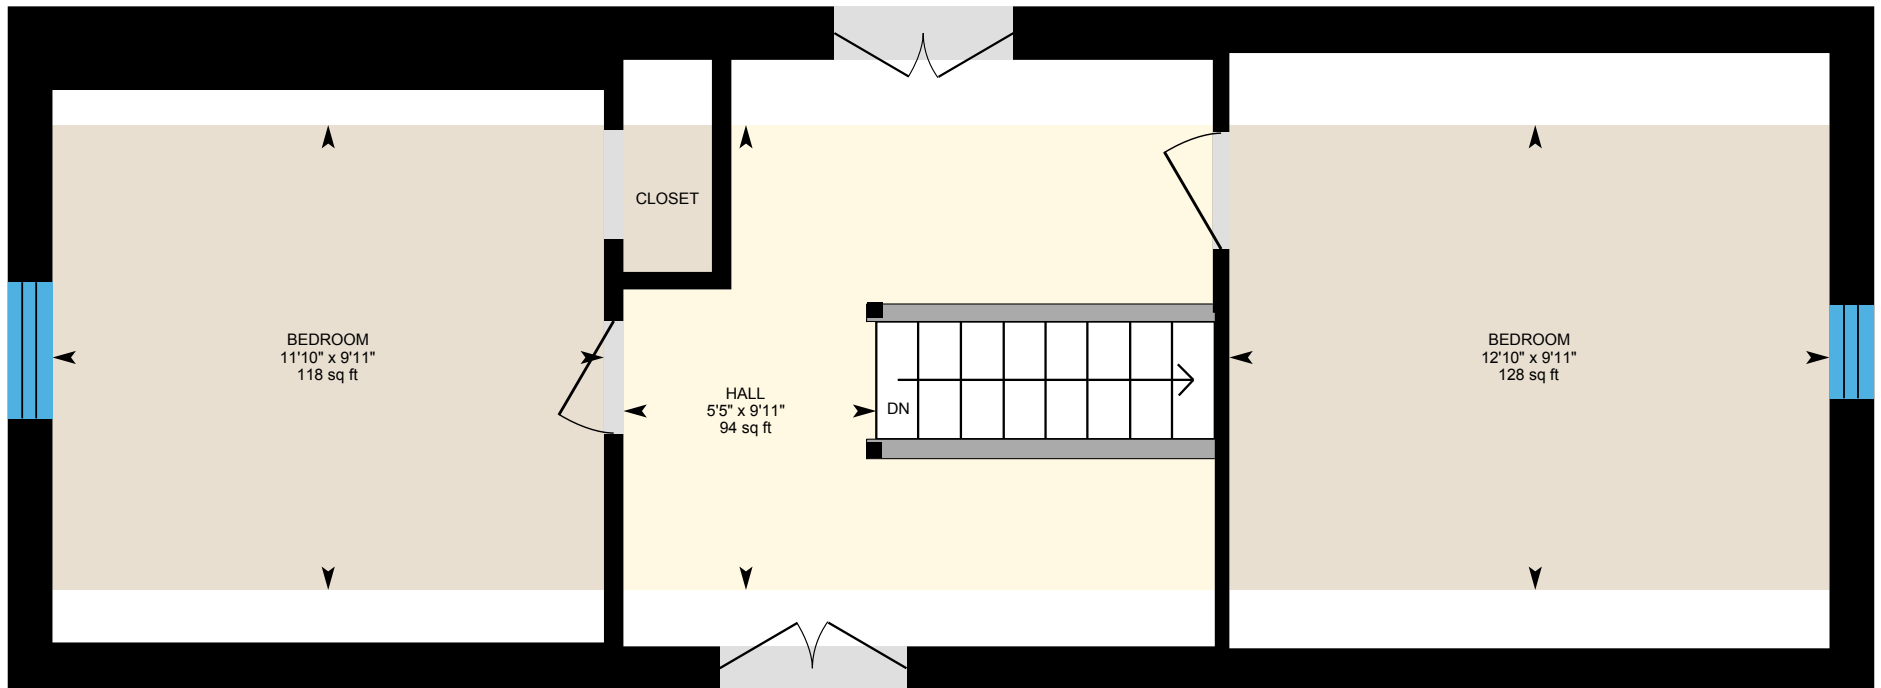 CLOSET
BEDROOM
11'10" x 9'11"
118 sq ft
HALL
5'5" x 9'11"
94 sq ft
DN
BEDROOM
12'10" x 9'11"
128 sq ft